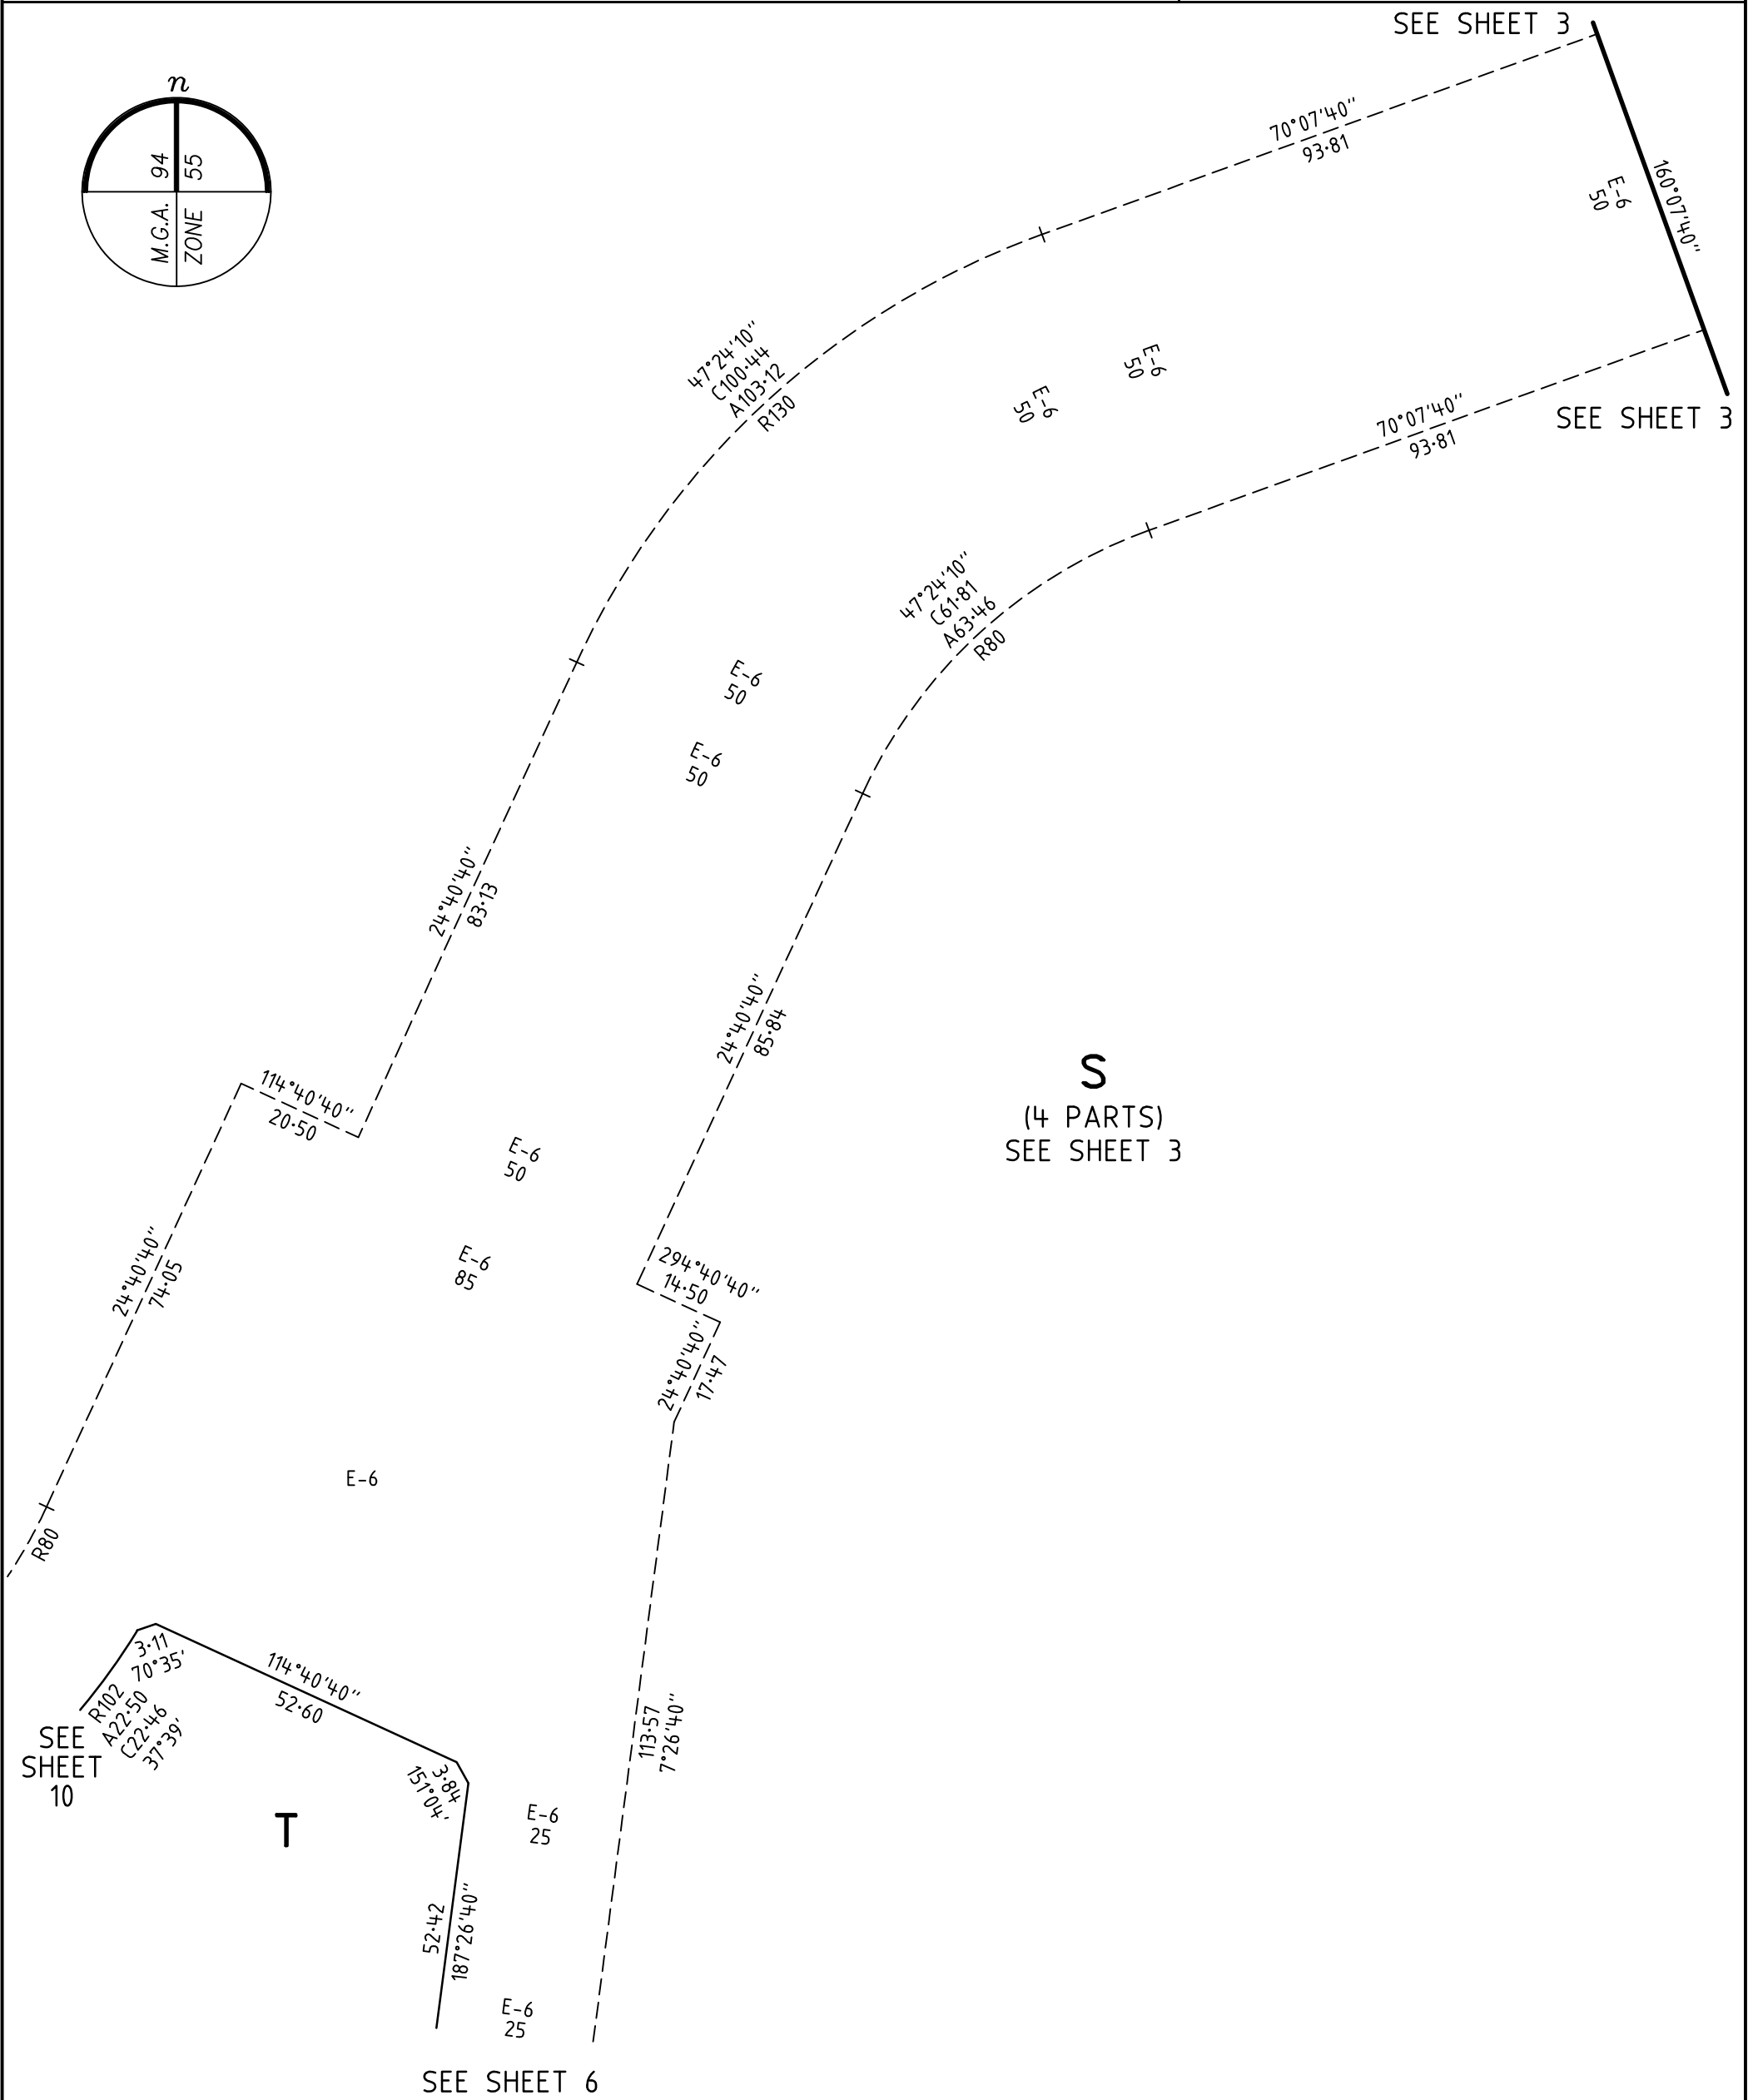 SEE SHEET 3
n
M.G.A. 94
ZONE 55
70°07'40"
93·81
160°07'40"
E-6
50
47°24'10"
C100·44
A103·12
R130
E-6
50
E-6
50
70°07'40"
93·81
SEE SHEET 3
47°24'10"
C61·81
A63·46
R80
E-6
50
E-6
50
24°40'40"
83·13
24°40'40"
85·84
S
(4 PARTS)
SEE SHEET 3
114°40'40"
20·50
E-6
50
E-6
85
24°40'40"
74·05
294°40'40"
14·50
24°40'40"
17·47
E-6
R80
3·11
70°35'
R102
A22·50
C22·46
37°39'
114°40'40"
52·60
SEE
SHEET
10
113·57
7°26'40"
3·84
151°04'
T
E-6
25
52·42
187°26'40"
E-6
25
SEE SHEET 6